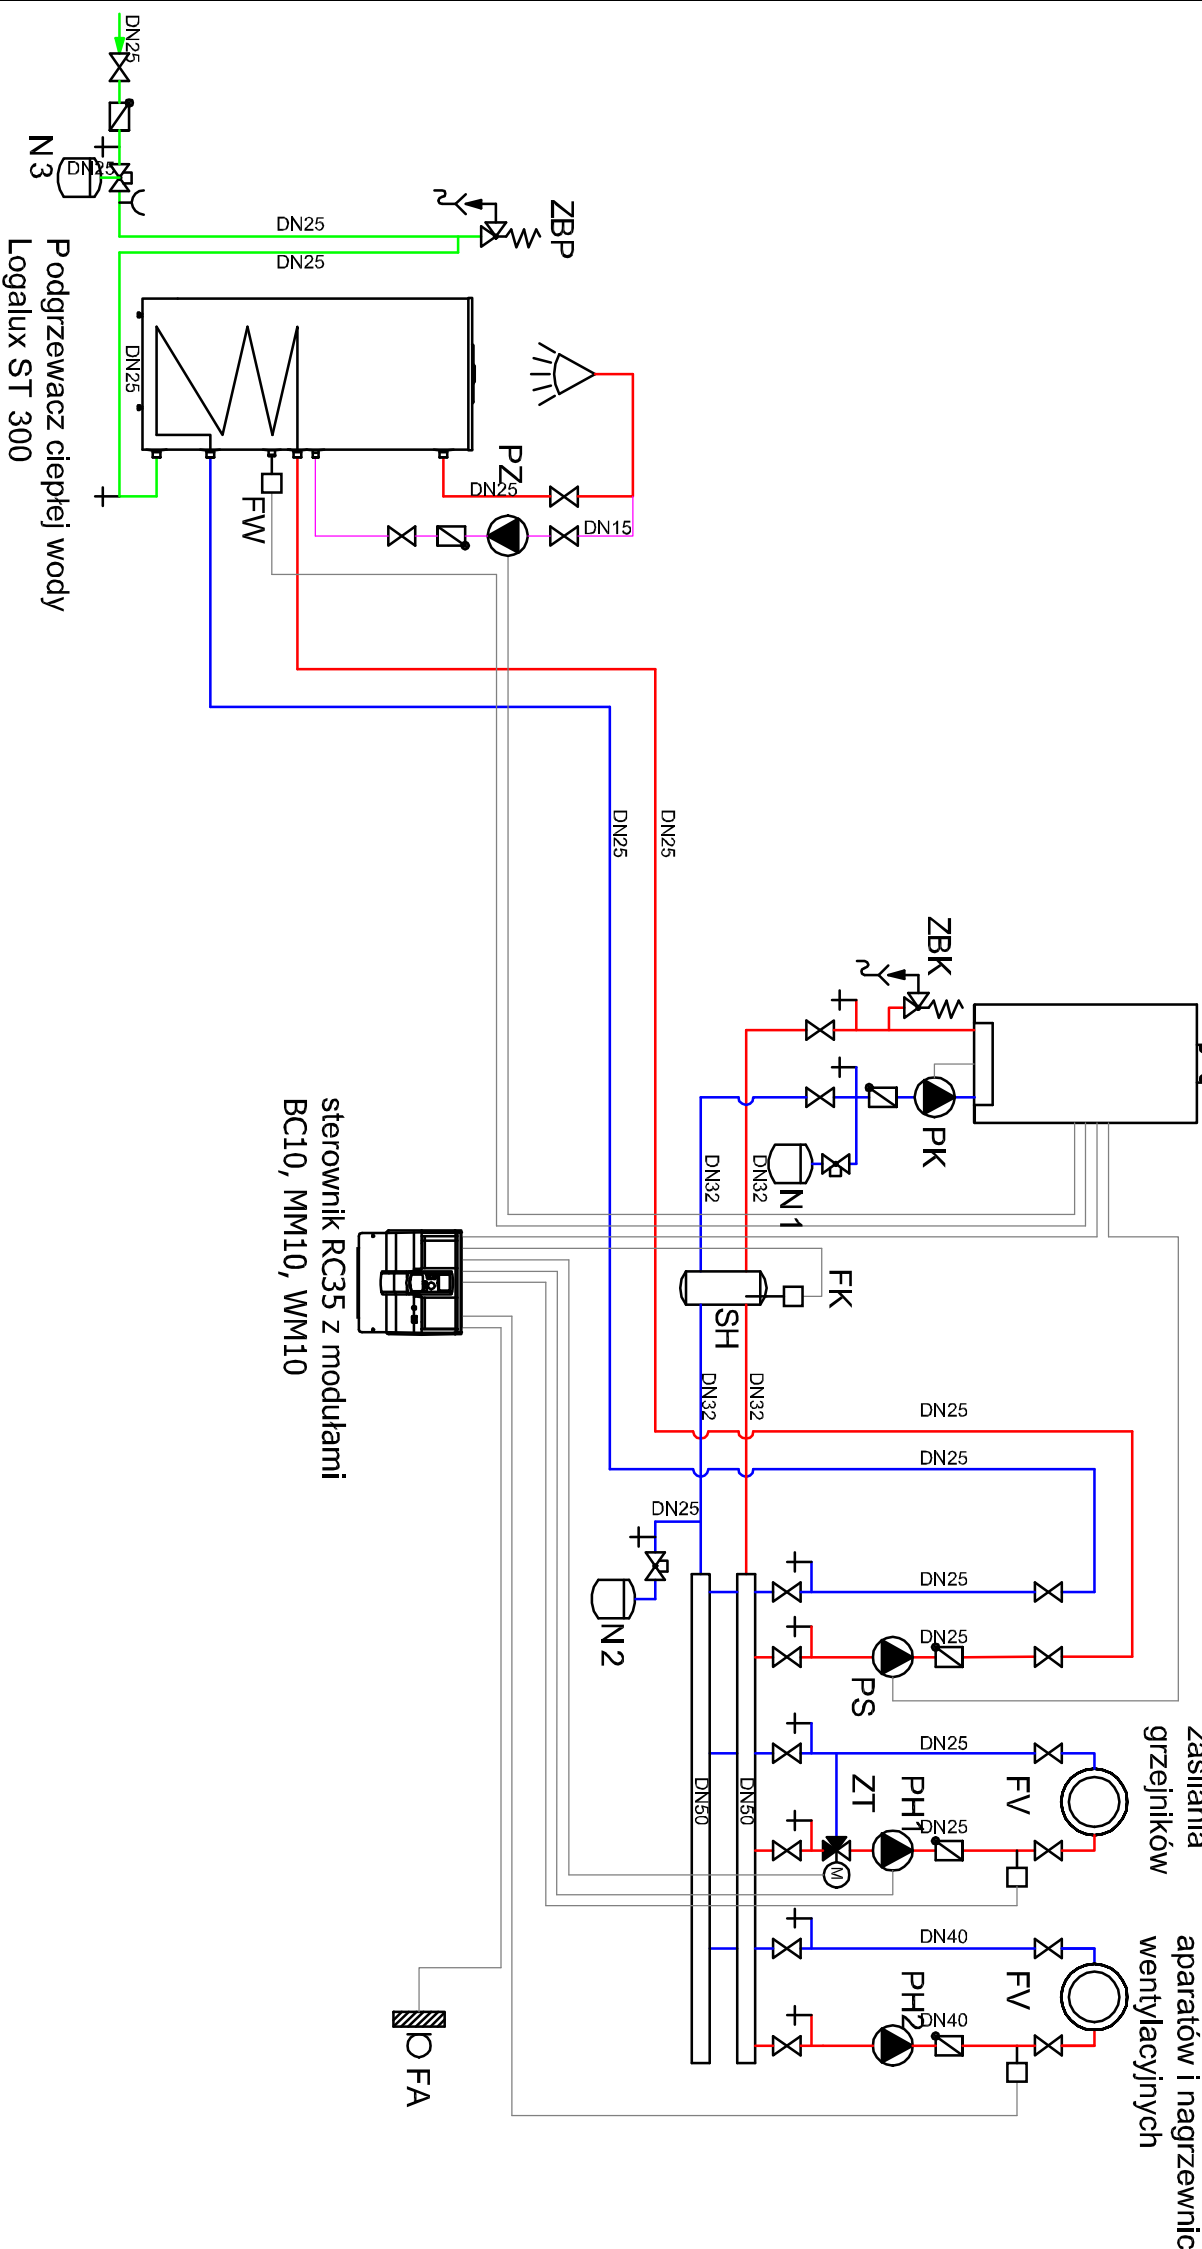 DN25
N 3
DN25
Podgrzewacz ciepłej wody
Logalux ST 300
DN25
DN25
DN25
ZBP
PZ
DN25
DN15
FW
DN25
DN25
ZBK
PK
N 1
DN32
DN32
FK
SH
sterownik RC35 z modułami
BC10, MM10, WM10
DN32
DN32
DN25
DN25
DN25
N 2
DN25
DN25
PS
zasilania
grzejników
DN25
ZT
PH1
DN25
FV
M
DN50
DN50
aparatów i nagrzewnic
wentylacyjnych
DN40
PH2
DN40
FV
FA